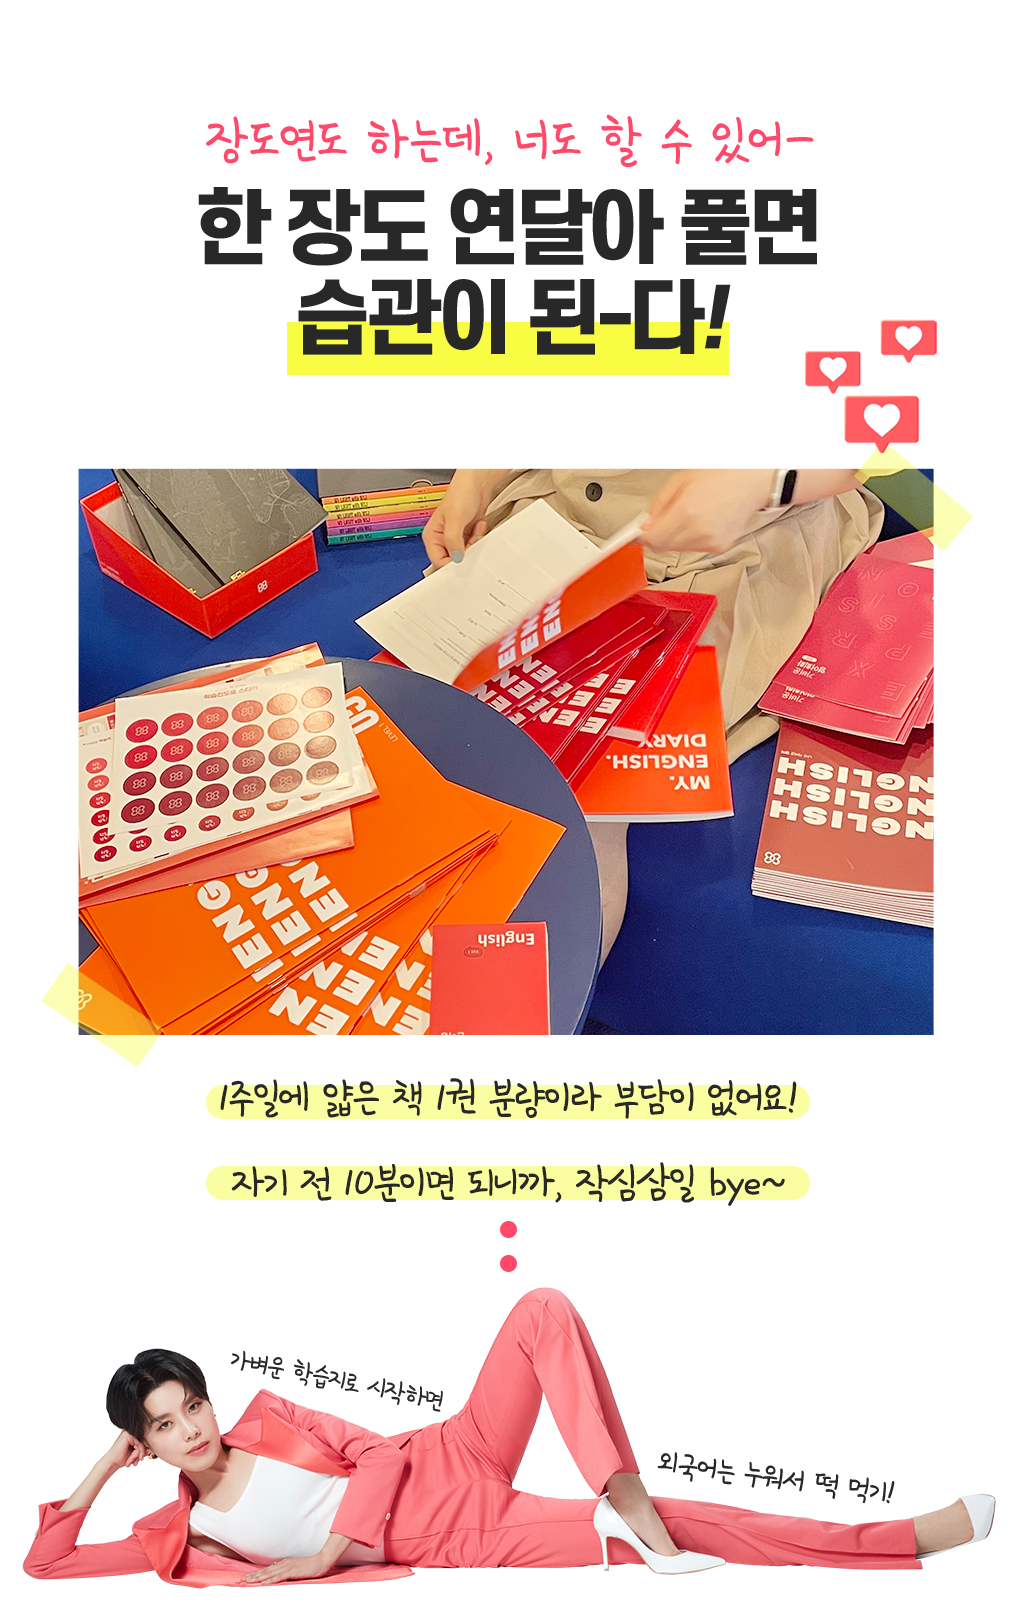 장도연도 하는데, 너도 할 수 있어-
한 장도 연달아 풀면
습관이 된-다!
MY.
ENGLISH.
DIARY.
ENGLISH
ENGLISH
ENGLISH
English
1주일에 얇은 책 1권 분량이라 부담이 없어요!
자기 전 10분이면 되니까, 작심삼일 bye~
가벼운 학습지로 시작하면
외국어는 누워서 떡 먹기!